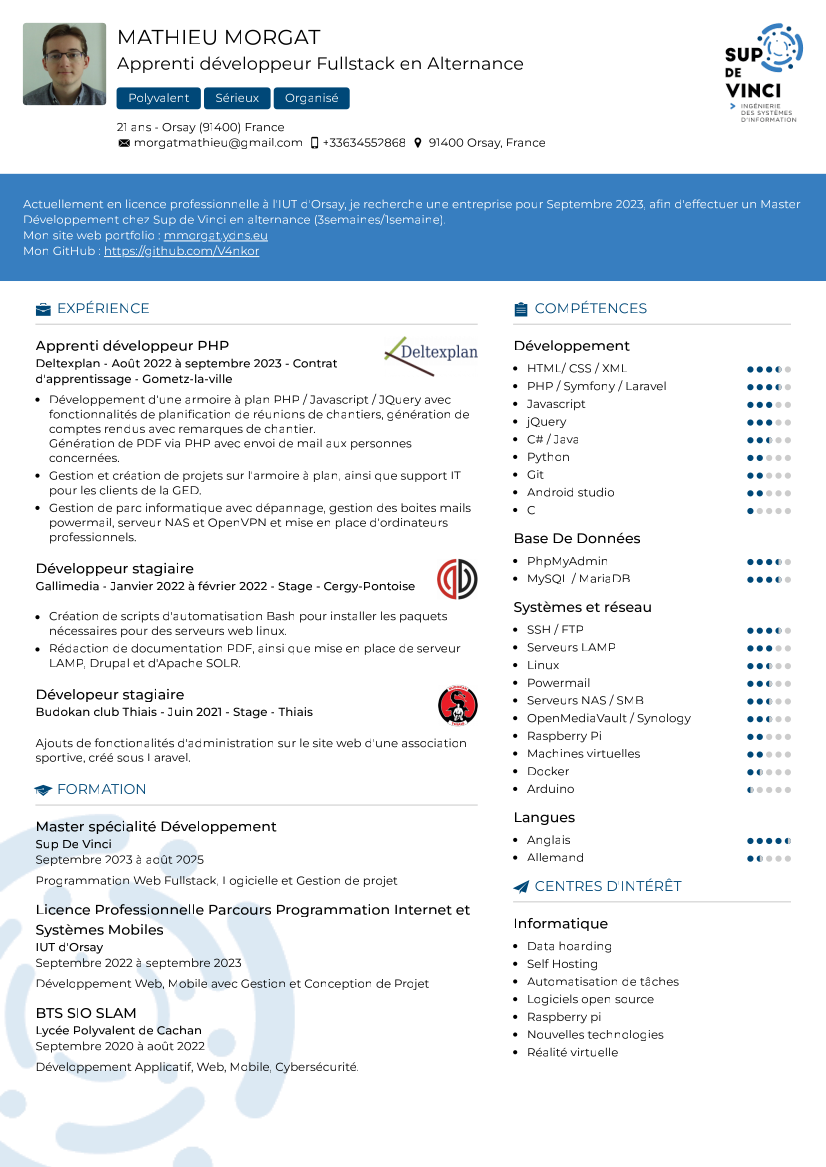 MATHIEU MORGAT
Apprenti développeur Fullstack en Alternance
Polyvalent Sérieux Organisé
21 ans - Orsay (91400) France
morgatmathieu@gmail.com +33634552868 91400 Orsay, France
SUP
DE
VINCI
INGÉNIERIE
DES SYSTÈMES
D'INFORMATION
Actuellement en licence professionnelle à l'IUT d'Orsay, je recherche une entreprise pour Septembre 2023, afin d'effectuer un Master
Développement chez Sup de Vinci en alternance (3semaines/1semaine).
Mon site web portfolio : mmorgat.ydns.eu
Mon GitHub : https://github.com/V4nkor
EXPÉRIENCE
Apprenti développeur PHP
Deltexplan - Août 2022 à septembre 2023 - Contrat
d'apprentissage - Gometz-la-ville
Deltexplan
• Développement d'une armoire à plan PHP / Javascript / JQuery avec
fonctionnalités de planification de réunions de chantiers, génération de
comptes rendus avec remarques de chantier.
Génération de PDF via PHP avec envoi de mail aux personnes
concernées.
• Gestion et création de projets sur l'armoire à plan, ainsi que support IT
pour les clients de la GED.
• Gestion de parc informatique avec dépannage, gestion des boites mails
powermail, serveur NAS et OpenVPN et mise en place d'ordinateurs
professionnels.
Développeur stagiaire
Gallimedia - Janvier 2022 à février 2022 - Stage - Cergy-Pontoise
• Création de scripts d'automatisation Bash pour installer les paquets
nécessaires pour des serveurs web linux.
• Rédaction de documentation PDF, ainsi que mise en place de serveur
LAMP, Drupal et d'Apache SOLR.
Dévelopeur stagiaire
Budokan club Thiais - Juin 2021 - Stage - Thiais
Ajouts de fonctionalités d'administration sur le site web d'une association
sportive, créé sous Laravel.
FORMATION
Master spécialité Développement
Sup De Vinci
Septembre 2023 à août 2025
Programmation Web Fullstack, Logicielle et Gestion de projet
Licence Professionnelle Parcours Programmation Internet et
Systèmes Mobiles
IUT d'Orsay
Septembre 2022 à septembre 2023
Développement Web, Mobile avec Gestion et Conception de Projet
BTS SIO SLAM
Lycée Polyvalent de Cachan
Septembre 2020 à août 2022
Développement Applicatif, Web, Mobile, Cybersécurité.
COMPÉTENCES
Développement
• HTML / CSS / XML
• PHP / Symfony / Laravel
• Javascript
• jQuery
• C# / Java
• Python
• Git
• Android studio
• C
Base De Données
• PhpMyAdmin
• MySQL / MariaDB
Systèmes et réseau
• SSH / FTP
• Serveurs LAMP
• Linux
• Powermail
• Serveurs NAS / SMB
• OpenMediaVault / Synology
• Raspberry Pi
• Machines virtuelles
• Docker
• Arduino
Langues
• Anglais
• Allemand
CENTRES D'INTÉRÊT
Informatique
• Data hoarding
• Self Hosting
• Automatisation de tâches
• Logiciels open source
• Raspberry pi
• Nouvelles technologies
• Réalité virtuelle